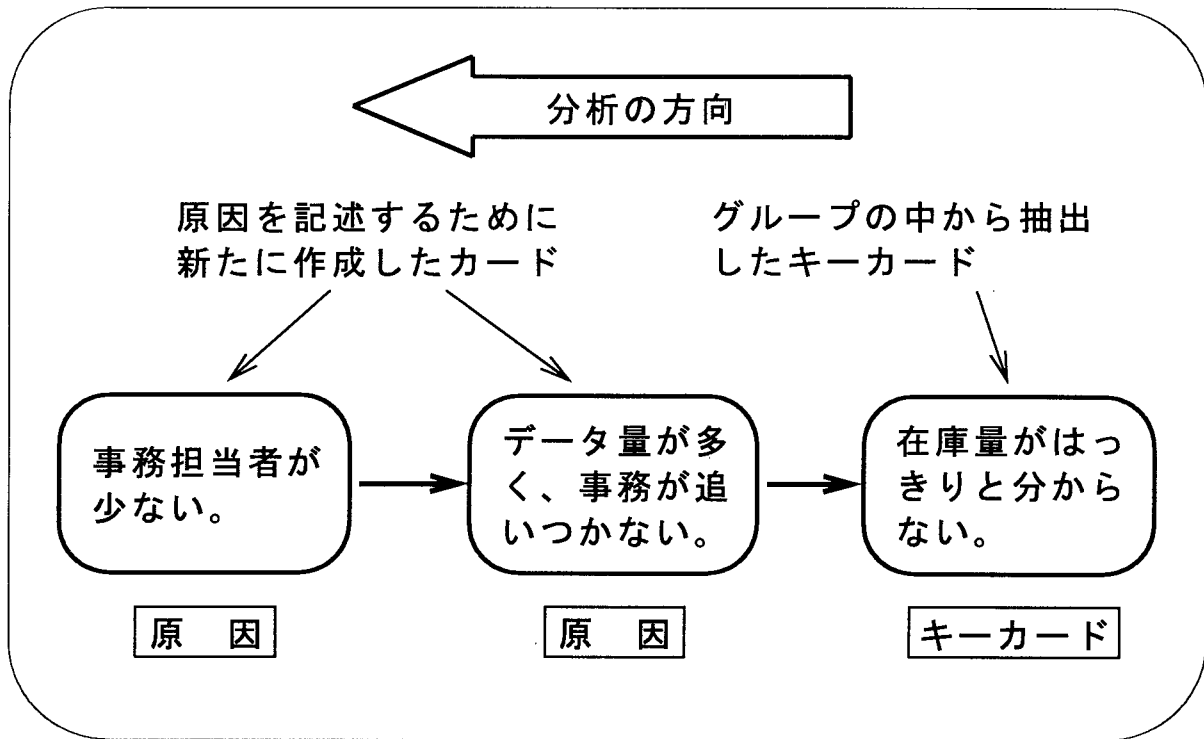 分析の方向
原因を記述するために
新たに作成したカード
グループの中から抽出
したキーカード
事務担当者が
少ない。
データ量が多
く、事務が追
いつかない。
在庫量がはっ
きりと分から
ない。
原 因
原 因
キーカード